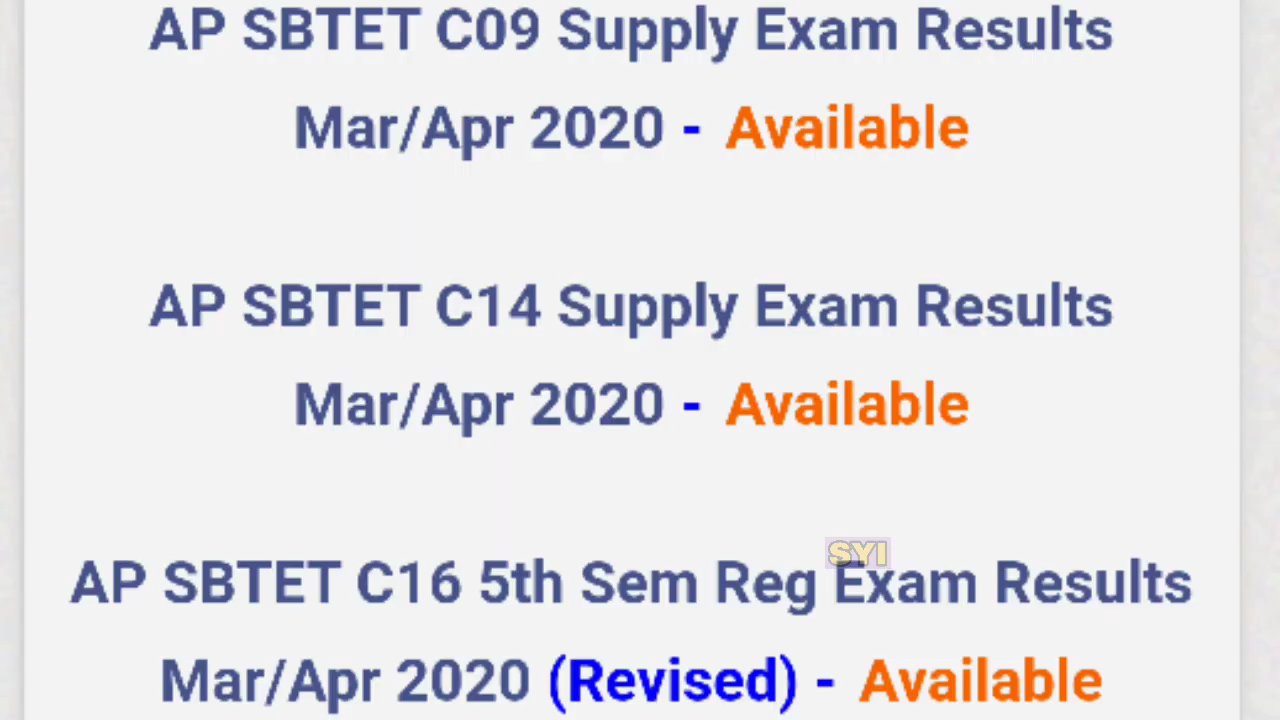 AP SBTET C09 Supply Exam Results
Mar/Apr 2020 - Available
AP SBTET C14 Supply Exam Results
Mar/Apr 2020 - Available
SYI
AP SBTET C16 5th Sem Reg Exam Results
Mar/Apr 2020 (Revised) - Available